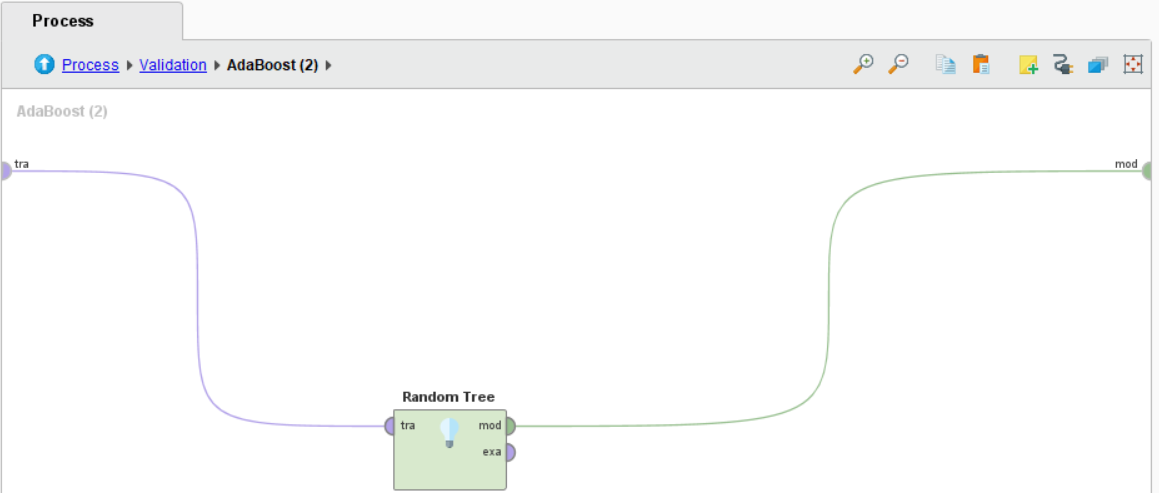 Process
Process Validation AdaBoost (2)
AdaBoost (2)
tra
mod
Random Tree
tra mod
exa